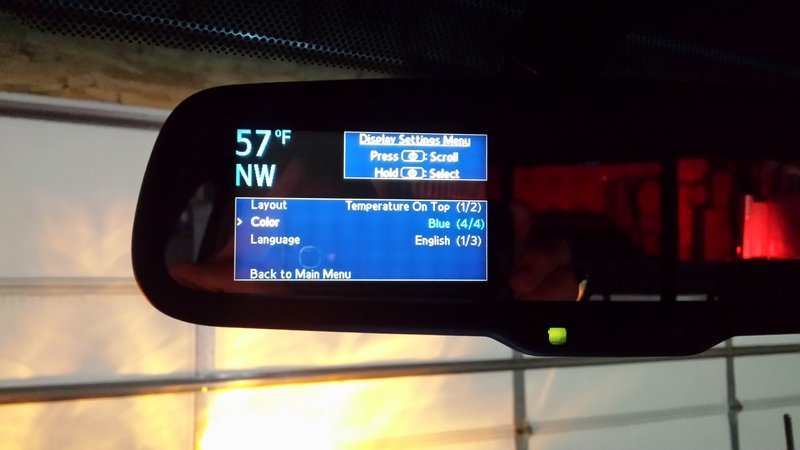 57°F
NW
Display Settings Menu
Press : Scroll
Hold : Select
Layout Temperature On Top (1/2)
> Color Blue (4/4)
Language English (1/3)
Back to Main Menu